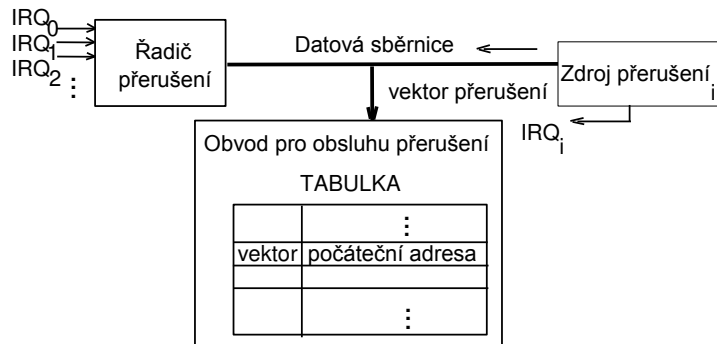 IRQ0
IRQ1
IRQ2
⋮
Řadič
přerušení
Datová sběrnice
vektor přerušení
Zdroj přerušení i
IRQi
Obvod pro obsluhu přerušení
TABULKA
⋮
vektor počáteční adresa
⋮